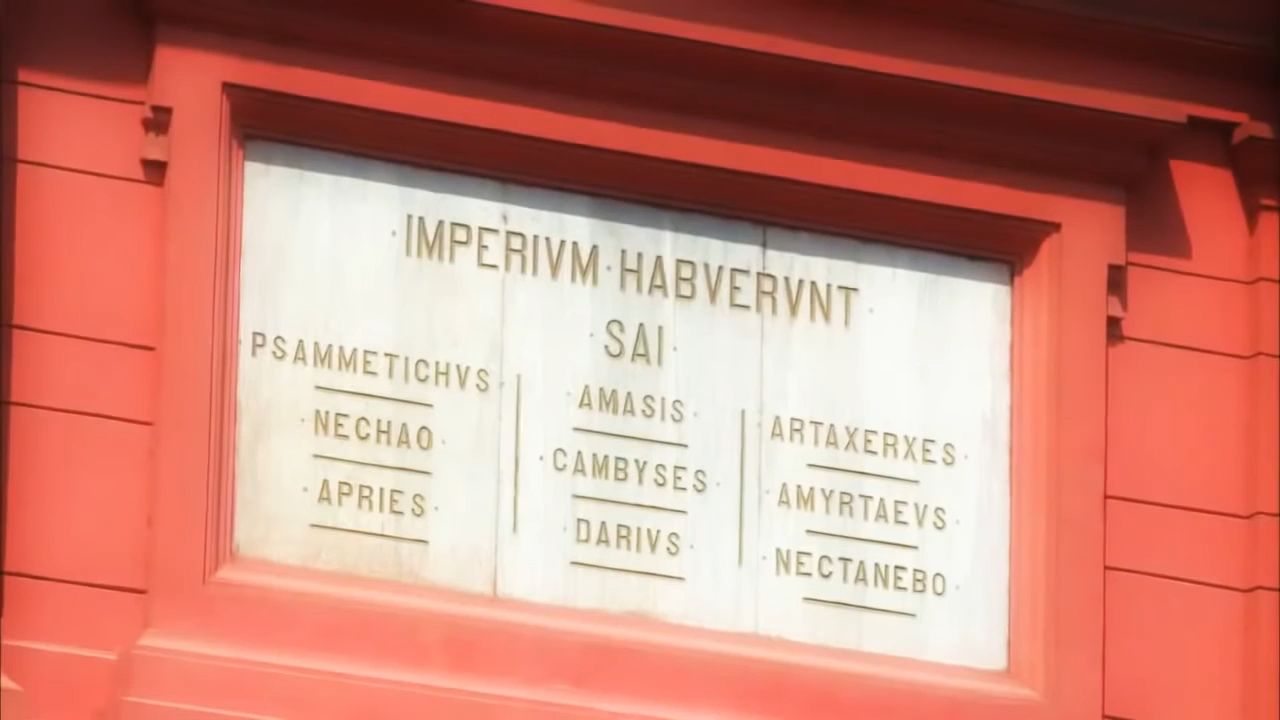 ·IMPERIVM·HABVERVNT·
·SAI·
·PSAMMETICHVS·
·NECHAO·
·APRIES·
·AMASIS·
·CAMBYSES·
·DARIVS·
·ARTAXERXES·
·AMYRTAEVS·
·NECTANEBO·